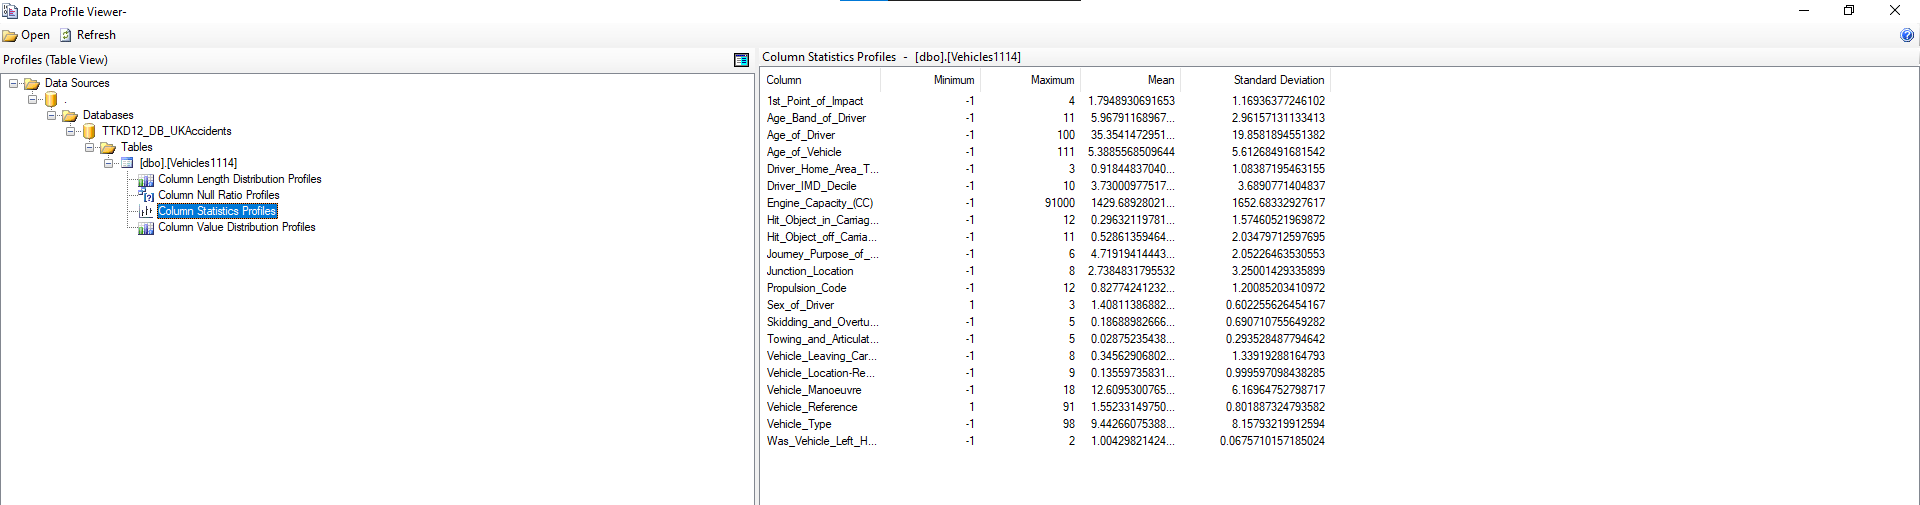 Data Profile Viewer-
Open Refresh
Profiles (Table View)
Data Sources
.
Databases
TTKD12_DB_UKAccidents
Tables
[dbo].[Vehicles1114]
Column Length Distribution Profiles
Column Null Ratio Profiles
Column Statistics Profiles
Column Value Distribution Profiles
Column Statistics Profiles - [dbo].[Vehicles1114]
Column Minimum Maximum Mean Standard Deviation
1st_Point_of_Impact -1 4 1.7948930691653 1.16936377246102
Age_Band_of_Driver -1 11 5.96791168967... 2.96157131133413
Age_of_Driver -1 100 35.3541472951... 19.8581894551382
Age_of_Vehicle -1 111 5.3885568509644 5.61268491681542
Driver_Home_Area_T... -1 3 0.91844837040... 1.08387195463155
Driver_IMD_Decile -1 10 3.73000977517... 3.6890771404837
Engine_Capacity_(CC) -1 91000 1429.68928021... 1652.68332927617
Hit_Object_in_Carriag... -1 12 0.29632119781... 1.57460521969872
Hit_Object_off_Carria... -1 11 0.52861359464... 2.03479712597695
Journey_Purpose_of_... -1 6 4.71919414443... 2.05226463530553
Junction_Location -1 8 2.7384831795532 3.25001429335899
Propulsion_Code -1 12 0.82774241232... 1.20085203410972
Sex_of_Driver 1 3 1.40811386882... 0.602255626454167
Skidding_and_Overtu... -1 5 0.18688982666... 0.690710755649282
Towing_and_Articulat... -1 5 0.02875235438... 0.293528487794642
Vehicle_Leaving_Car... -1 8 0.34562906802... 1.33919288164793
Vehicle_Location-Re... -1 9 0.13559735831... 0.999597098438285
Vehicle_Manoeuvre -1 18 12.6095300765... 6.16964752798717
Vehicle_Reference 1 91 1.55233149750... 0.801887324793582
Vehicle_Type -1 98 9.44266075388... 8.15793219912594
Was_Vehicle_Left_H... -1 2 1.00429821424... 0.0675710157185024